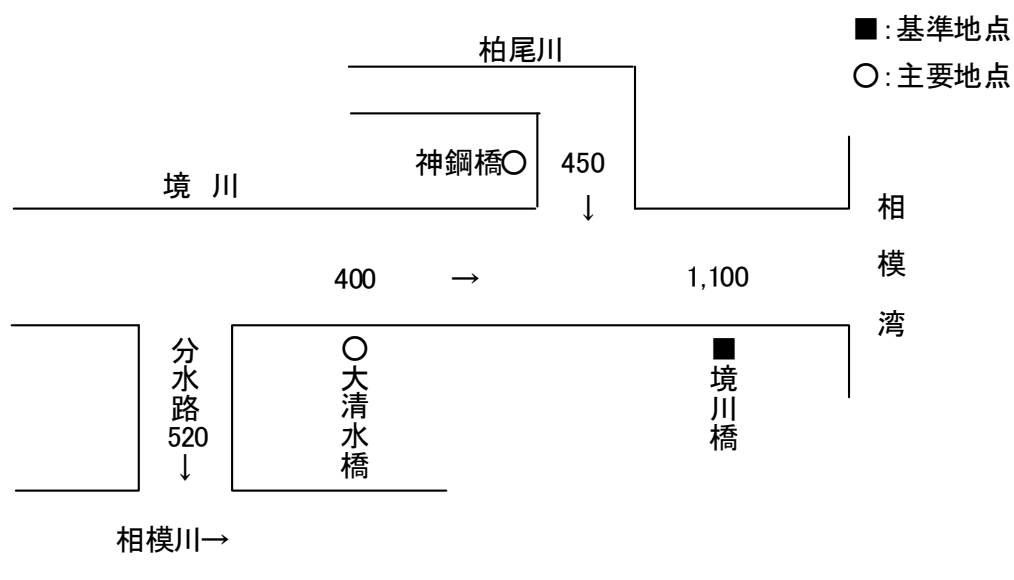 ■:基準地点
○:主要地点
柏尾川
神鋼橋○
450
↓
境 川
相模湾
400 →
1,100
分水路
520
↓
○大清水橋
■境川橋
相模川→